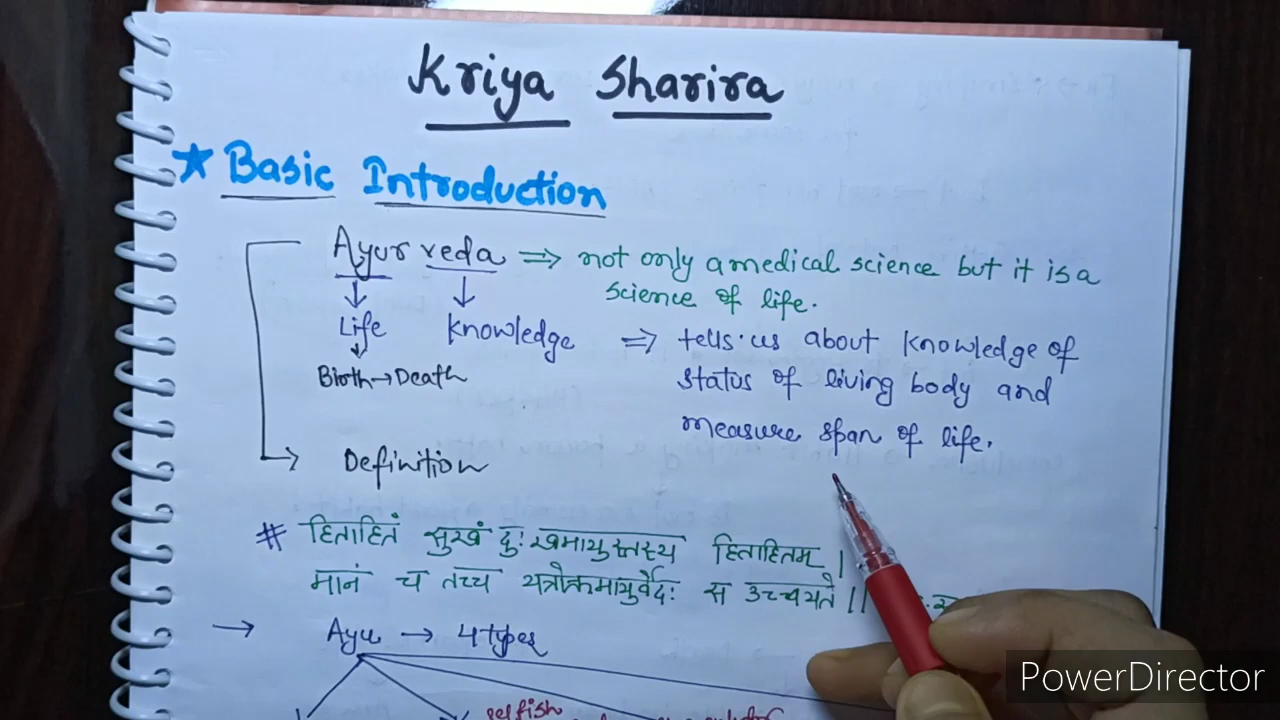 Kriya Sharira
★ Basic Introduction
Ayurveda ⇒ not only a medical science but it is a
science of life.
Life Knowledge ⇒ tells us about knowledge of
Birth → Death status of living body and
measure span of life.
Definition
# हिताहितं सुखं दुःखमायुस्तस्य हिताहितम् |
मानं च तच्च यत्रोक्तमायुर्वेदः स उच्चयते ||
→ Ayu → 4 types
selfish
PowerDirector